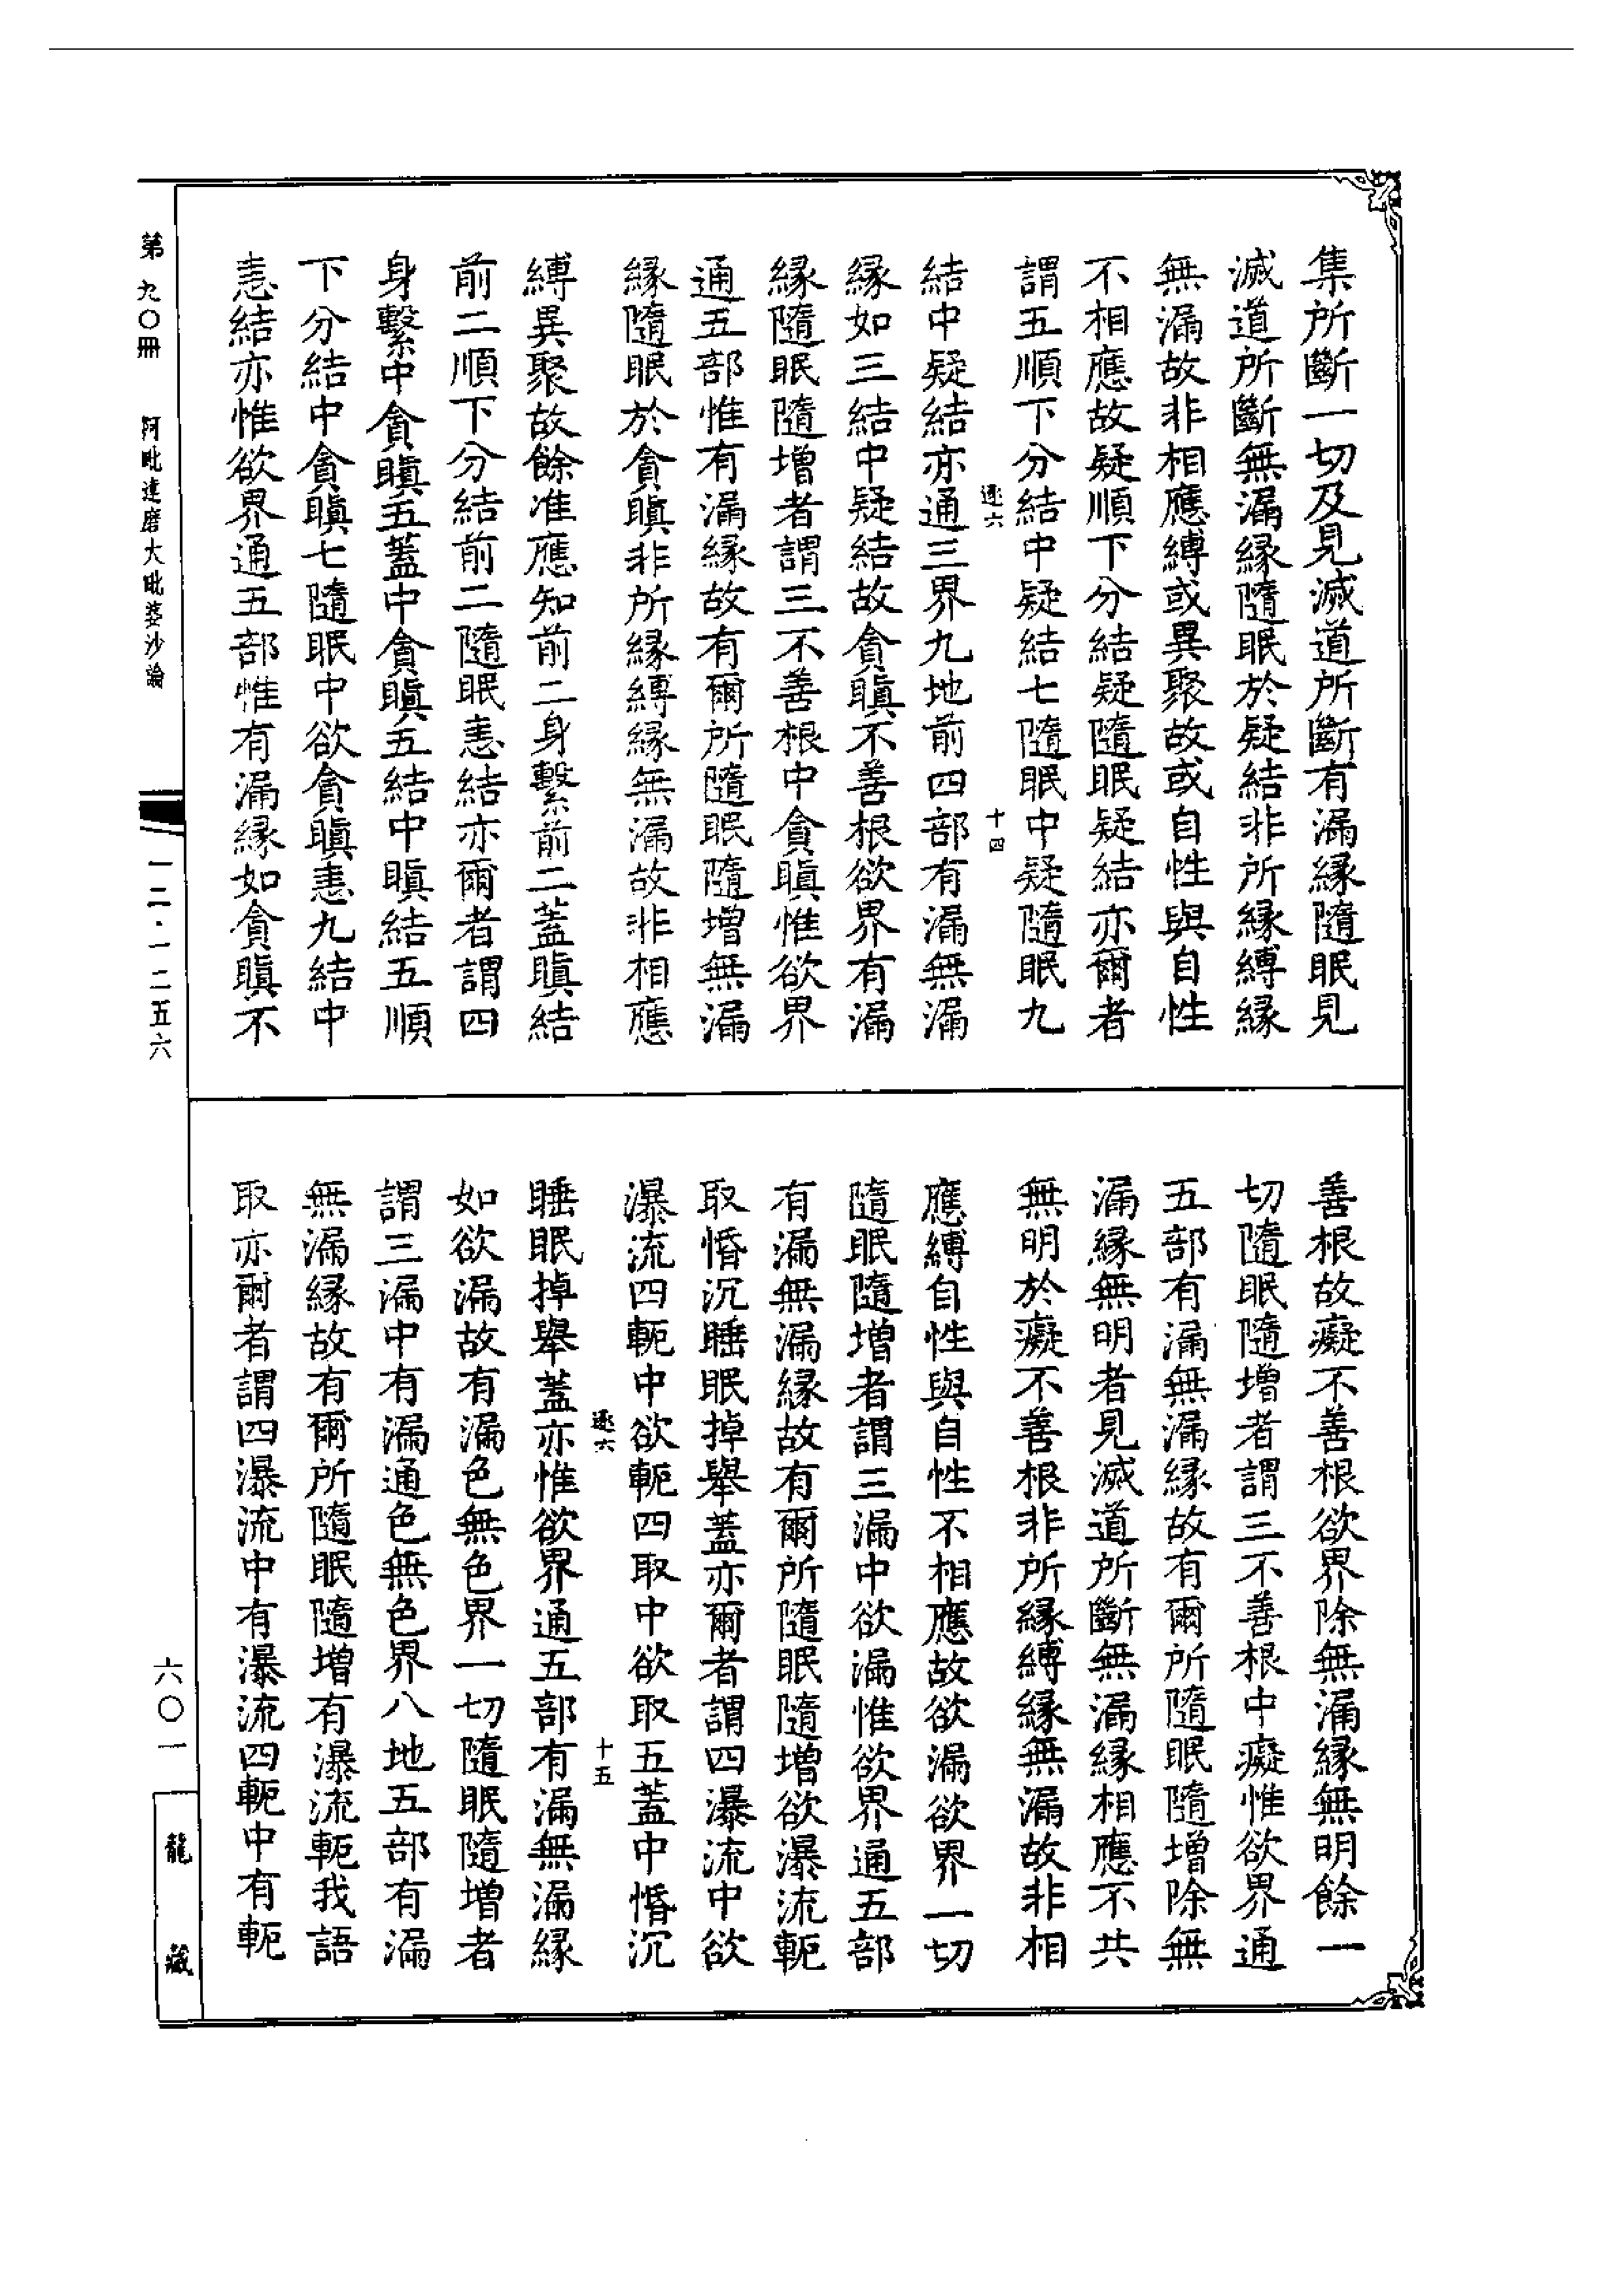 集所斷一切及見滅道所斷有漏緣隨眠見
滅道所斷無漏緣隨眠於疑結非所緣縛緣
無漏故非相應縛或異聚故或自性與自性
不相應故疑順下分結疑隨眠疑結亦爾者
謂五順下分結中疑結七隨眠中疑隨眠九
逐六
十四
結中疑結亦通三界九地前四部有漏無漏
緣如三結中疑結故貪瞋不善根欲界有漏
緣隨眠隨增者謂三不善根中貪瞋惟欲界
通五部惟有漏緣故有爾所隨眠隨增無漏
緣隨眠於貪瞋非所緣縛緣無漏故非相應
縛異聚故餘准應知前二身繫前二蓋瞋結
前二順下分結前二隨眠恚結亦爾者謂四
身繫中貪瞋五蓋中貪瞋五結中瞋結五順
下分結中貪瞋七隨眠中欲貪瞋恚九結中
恚結亦惟欲界通五部惟有漏緣如貪瞋不
善根故癡不善根欲界除無漏緣無明餘一
切隨眠隨增者謂三不善根中癡惟欲界通
五部有漏無漏緣故有爾所隨眠隨增除無
漏緣無明者見滅道所斷無漏緣相應不共
無明於癡不善根非所緣縛緣無漏故非相
應縛自性與自性不相應故欲漏欲界一切
隨眠隨增者謂三漏中欲漏惟欲界通五部
有漏無漏緣故有爾所隨眠隨增欲瀑流軛
取惛沉睡眠掉舉蓋亦爾者謂四瀑流中欲
瀑流四軛中欲軛四取中欲取五蓋中惛沉
逐六
十五
睡眠掉舉蓋亦惟欲界通五部有漏無漏緣
如欲漏故有漏色無色界一切隨眠隨增者
謂三漏中有漏通色無色界八地五部有漏
無漏緣故有爾所隨眠隨增有瀑流軛我語
取亦爾者謂四瀑流中有瀑流四軛中有軛
第九〇冊 阿毗達磨大毗婆沙論
一二·一二五六
六〇一
龍藏